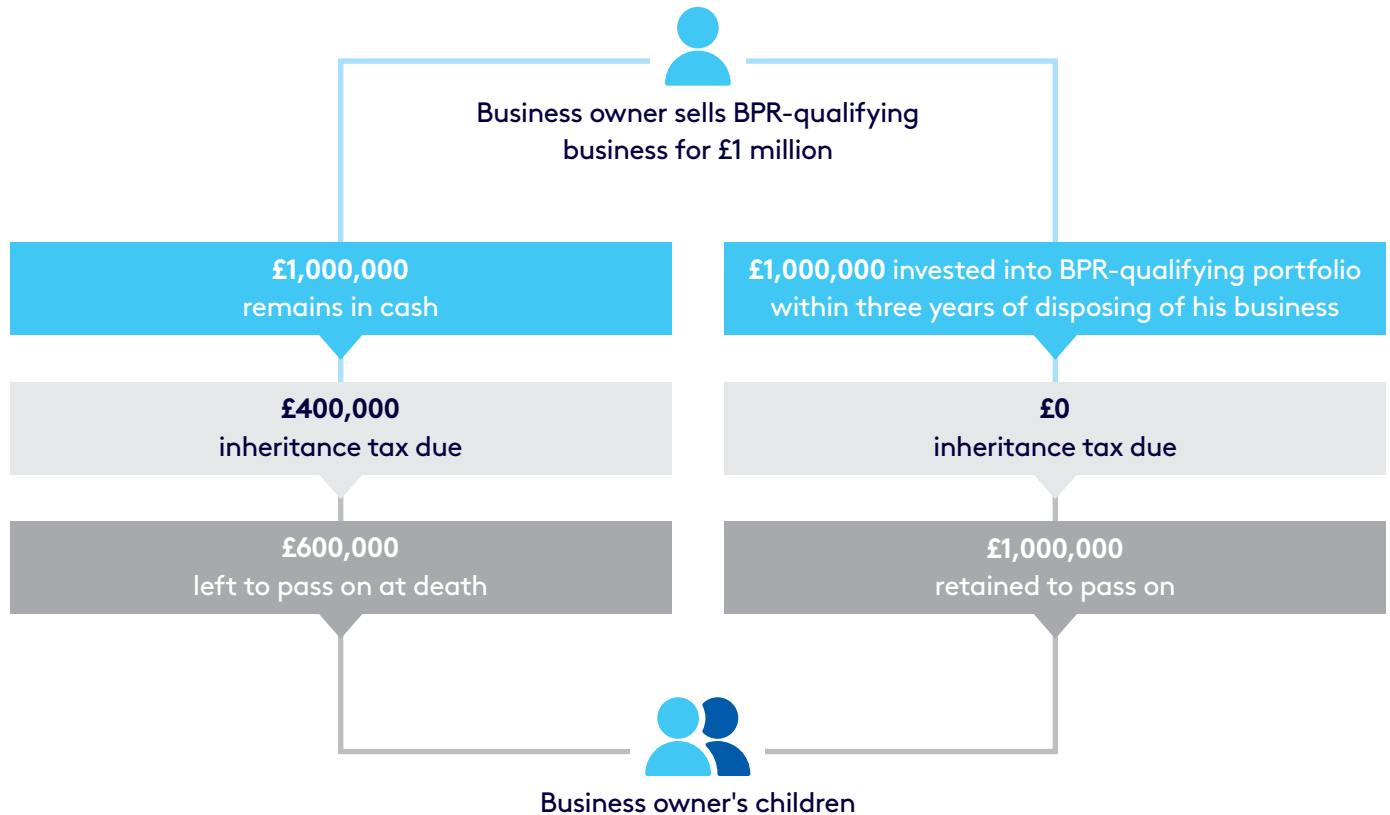 Business owner sells BPR-qualifying
business for £1 million
£1,000,000
remains in cash
£1,000,000 invested into BPR-qualifying portfolio
within three years of disposing of his business
£400,000
inheritance tax due
£0
inheritance tax due
£600,000
left to pass on at death
£1,000,000
retained to pass on
Business owner's children